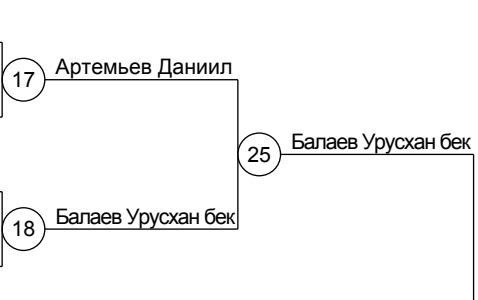 17 Артемьев Даниил
25 Балаев Урусхан бек
18 Балаев Урусхан бек